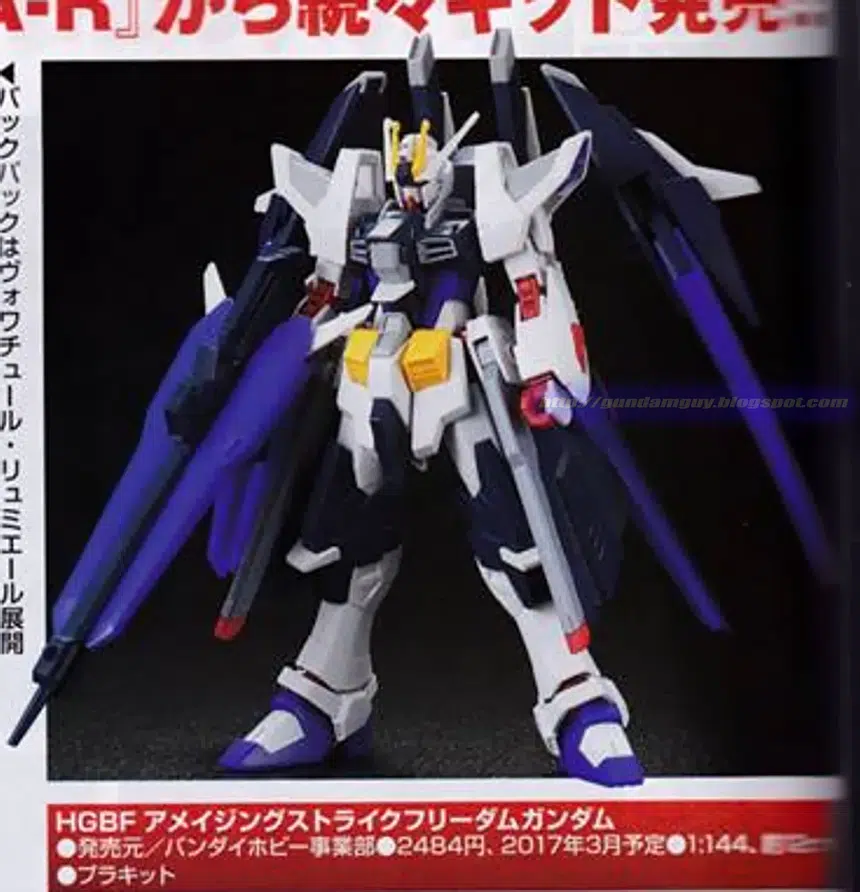 A-R』から続々キット発売
◀バックパックはヴォワチュール・リュミエール展開
http://gundamguy.blogspot.com
HGBF アメイジングストライクフリーダムガンダム
●発売元／バンダイホビー事業部●2484円、2017年3月予定●1:144、
●プラキット